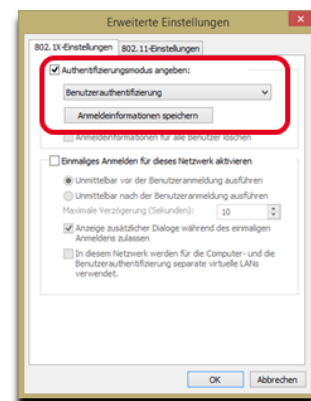 Erweiterte Einstellungen
802.1X-Einstellungen 802.11-Einstellungen
Authentifizierungsmodus angeben:
Benutzerauthentifizierung
Anmeldeinformationen speichern
Anmeldeinformationen für alle Benutzer löschen
Einmaliges Anmelden für dieses Netzwerk aktivieren
Unmittelbar vor der Benutzeranmeldung ausführen
Unmittelbar nach der Benutzeranmeldung ausführen
Maximale Verzögerung (Sekunden): 10
Anzeige zusätzlicher Dialoge während des einmaligen
Anmeldens zulassen
In diesem Netzwerk werden für die Computer- und die
Benutzerauthentifizierung separate virtuelle LANs
verwendet.
OK Abbrechen